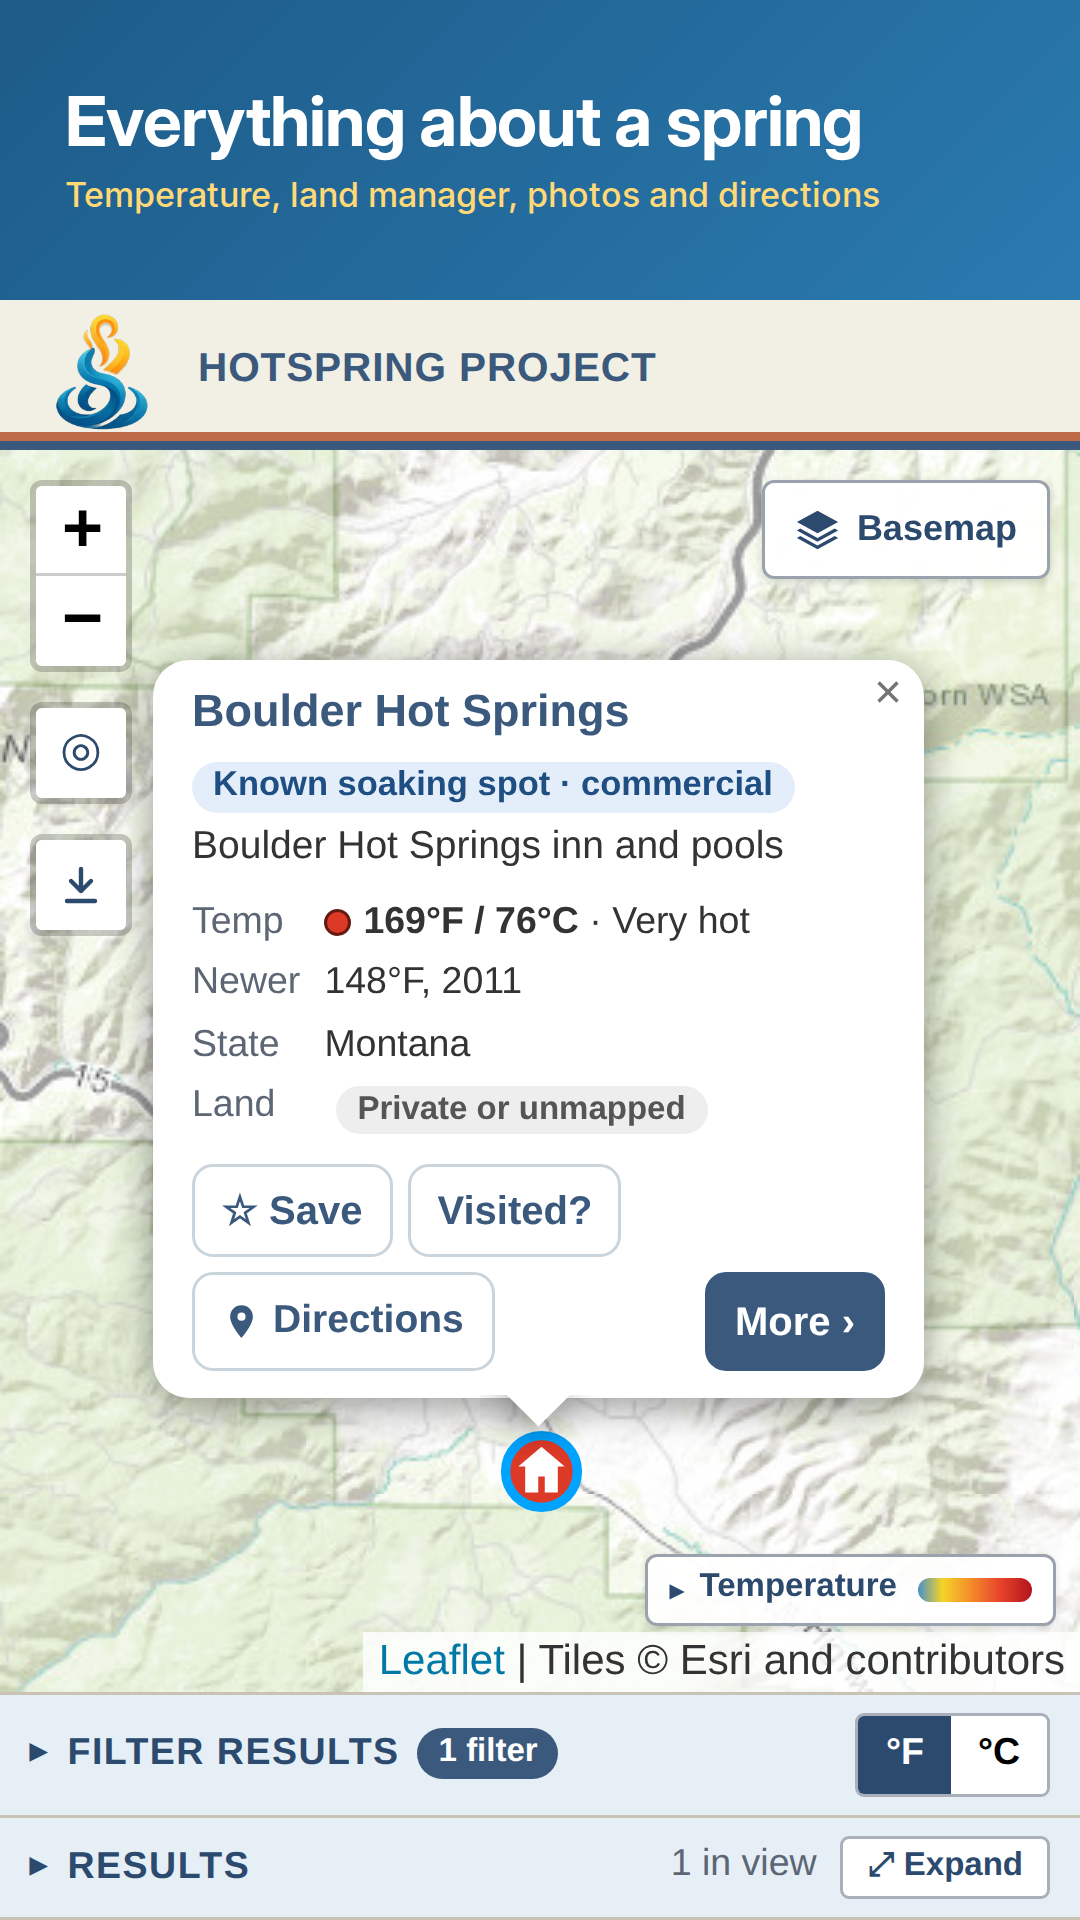 Everything about a spring
Temperature, land manager, photos and directions
HOTSPRING PROJECT
+
Basemap
−
orn WSA
N
×
Boulder Hot Springs
Known soaking spot · commercial
Boulder Hot Springs inn and pools
Temp 169°F / 76°C · Very hot
Newer 148°F, 2011
State Montana
15
Land Private or unmapped
☆ Save Visited?
Directions More ›
▸ Temperature
Leaflet | Tiles © Esri and contributors
▸ FILTER RESULTS 1 filter °F °C
▸ RESULTS 1 in view ⤢ Expand